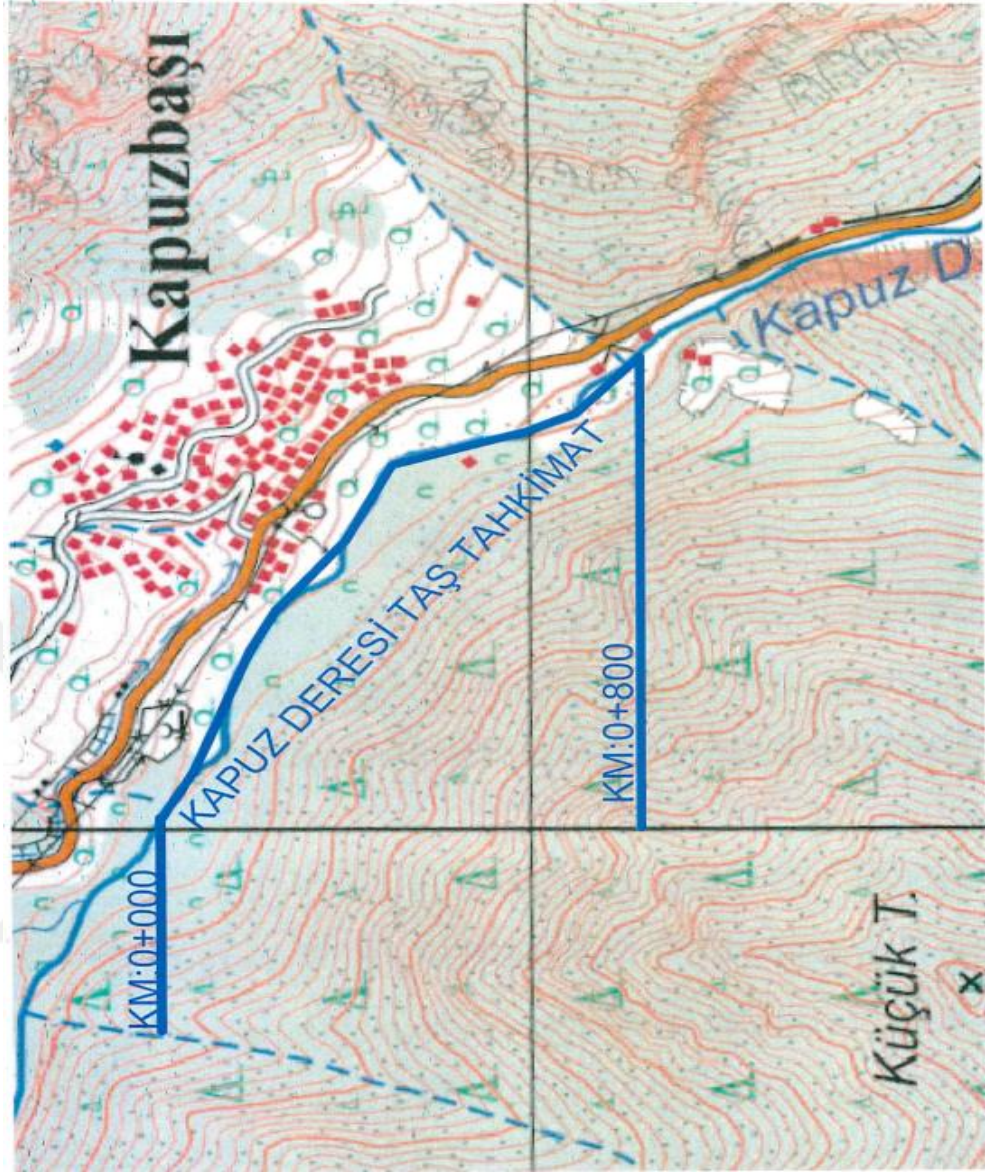 Kapuzbaşı
Kapuz D
KAPUZ DERESİ TAŞ TAHKİMAT
KM:0+000
KM:0+800
Küçük T.